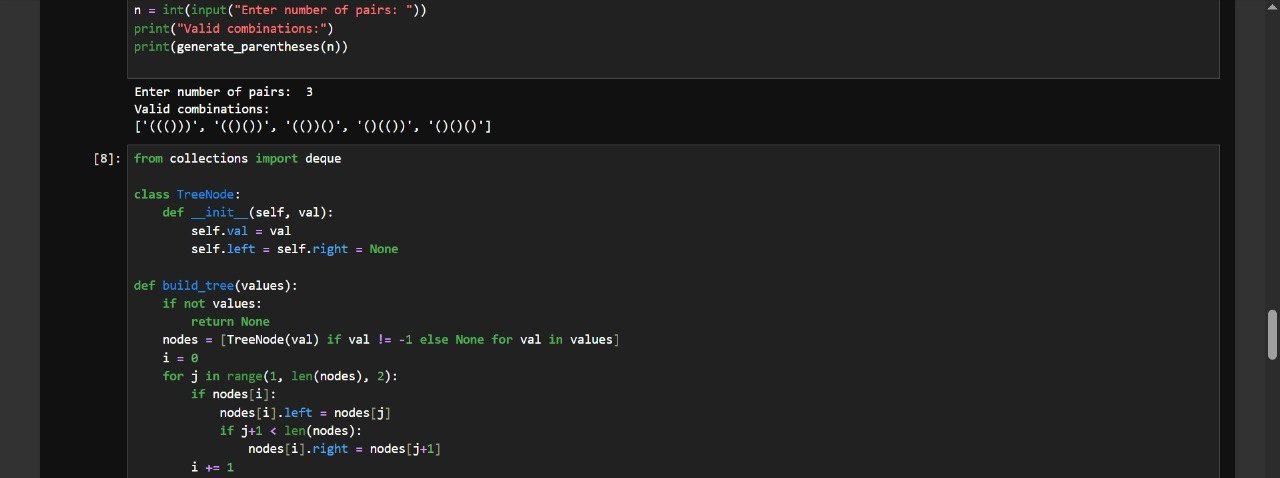 n = int(input("Enter number of pairs: "))
print("Valid combinations:")
print(generate_parentheses(n))
Enter number of pairs:  3
Valid combinations:
['((()))', '(()())', '(())()', '()(())', '()()()']
[8]: from collections import deque
class TreeNode:
    def __init__(self, val):
        self.val = val
        self.left = self.right = None
def build_tree(values):
    if not values:
        return None
    nodes = [TreeNode(val) if val != -1 else None for val in values]
    i = 0
    for j in range(1, len(nodes), 2):
        if nodes[i]:
            nodes[i].left = nodes[j]
            if j+1 < len(nodes):
                nodes[i].right = nodes[j+1]
        i += 1